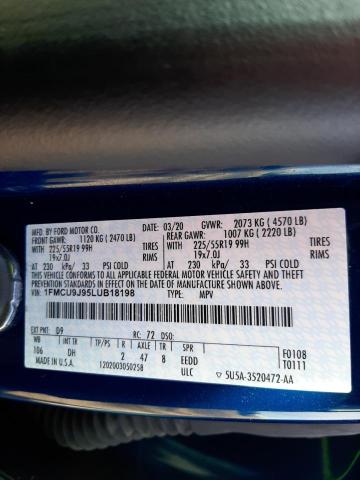 MFD. BY FORD MOTOR CO.
DATE: 03/20 GVWR: 2073 KG ( 4570 LB)
FRONT GAWR: 1120 KG ( 2470 LB) REAR GAWR: 1007 KG ( 2220 LB)
WITH 225/55R19 99H TIRES WITH 225/55R19 99H TIRES
19x7.0J RIMS 19x7.0J RIMS
AT 230 kPa/ 33 PSI COLD AT 230 kPa/ 33 PSI COLD
THIS VEHICLE CONFORMS TO ALL APPLICABLE FEDERAL MOTOR VEHICLE SAFETY, BUMPER, AND THEFT PREVENTION STANDARDS IN EFFECT ON THE DATE OF MANUFACTURE SHOWN ABOVE.
VIN: 1FMCU9J95LUB18198 TYPE: MPV
EXT PNT: D9 RC: 72 DSO:
WB INT TR TP/PS R AXLE TR SPR F0108
106 DH 2 47 8 EEDD T0111
MADE IN U.S.A. 1202003050258 ULC 5U5A-3520472-AA